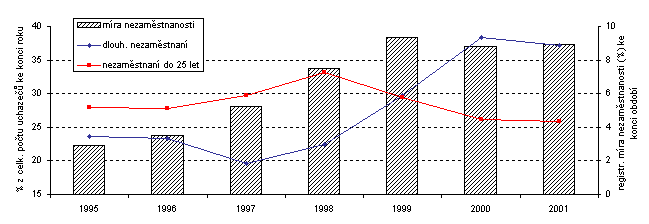 míra nezaměstnanosti
dlouh. nezaměstnaní
nezaměstnaní do 25 let
% z celk. počtu uchazečů ke konci roku
40
35
30
25
20
15
10
8
6
4
2
0
registr. míra nezaměstnanosti (%) ke
konci období
1995 1996 1997 1998 1999 2000 2001